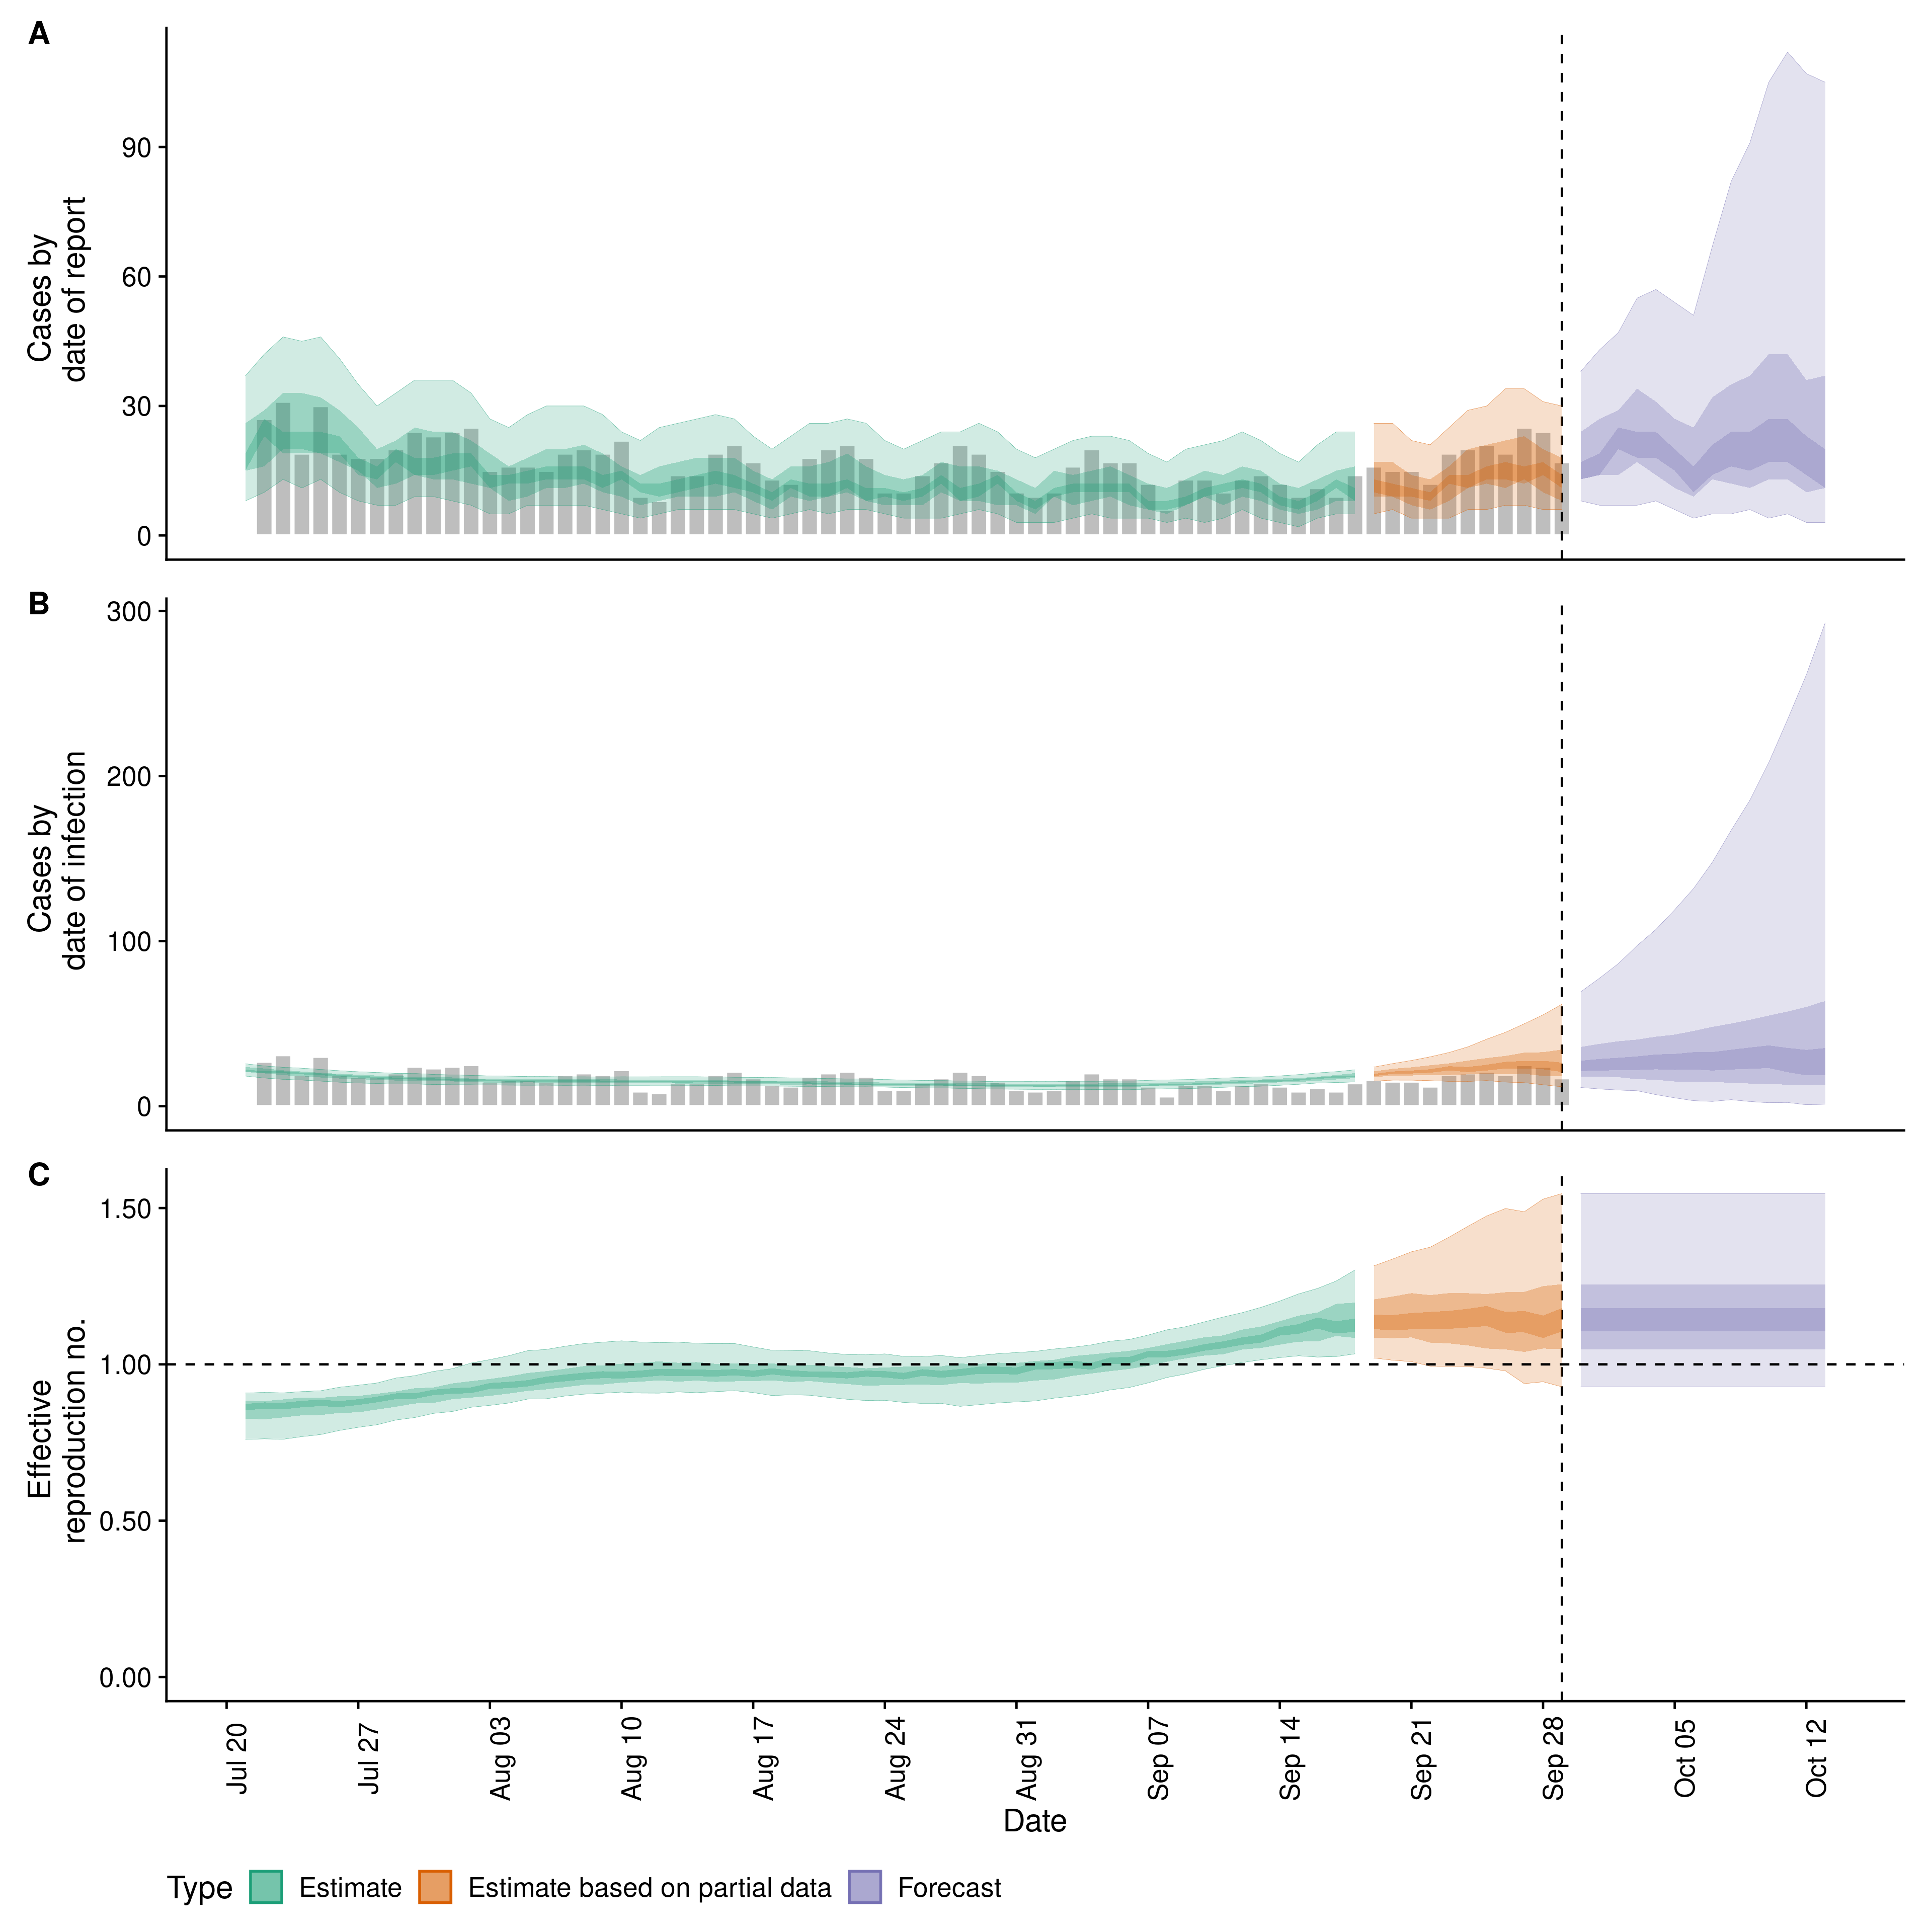 A
Cases by
date of report
90
60
30
0
B
Cases by
date of infection
300
200
100
0
C
Effective
reproduction no.
1.50
1.00
0.50
0.00
Jul 20 Jul 27 Aug 03 Aug 10 Aug 17 Aug 24 Aug 31 Sep 07 Sep 14 Sep 21 Sep 28 Oct 05 Oct 12
Date
Type Estimate Estimate based on partial data Forecast